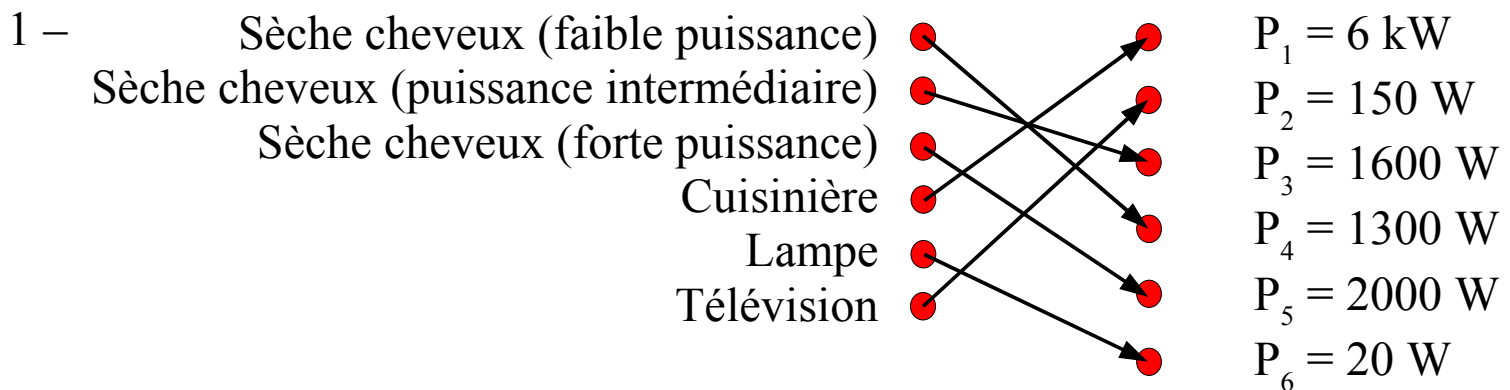 1 – Sèche cheveux (faible puissance) P1 = 6 kW
Sèche cheveux (puissance intermédiaire) P2 = 150 W
Sèche cheveux (forte puissance) P3 = 1600 W
Cuisinière P4 = 1300 W
Lampe P5 = 2000 W
Télévision P6 = 20 W